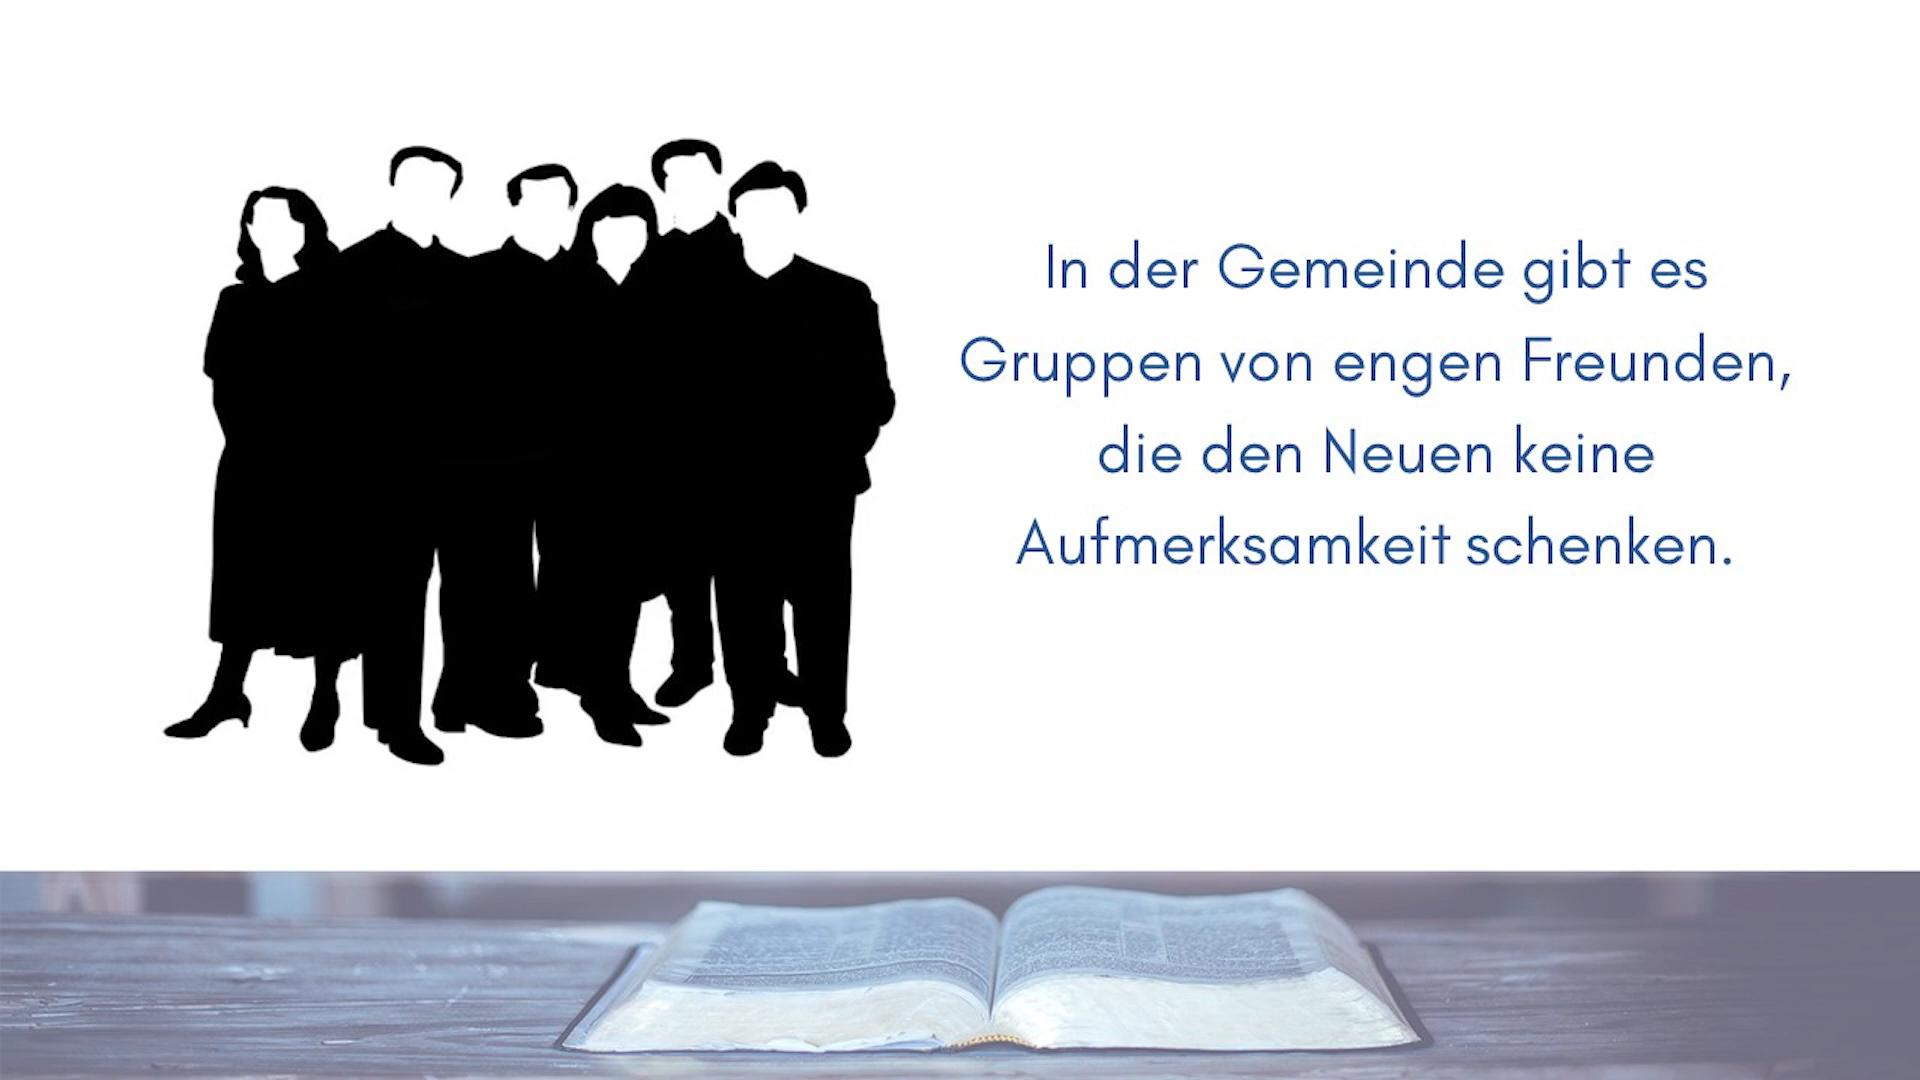 In der Gemeinde gibt es
Gruppen von engen Freunden,
die den Neuen keine
Aufmerksamkeit schenken.